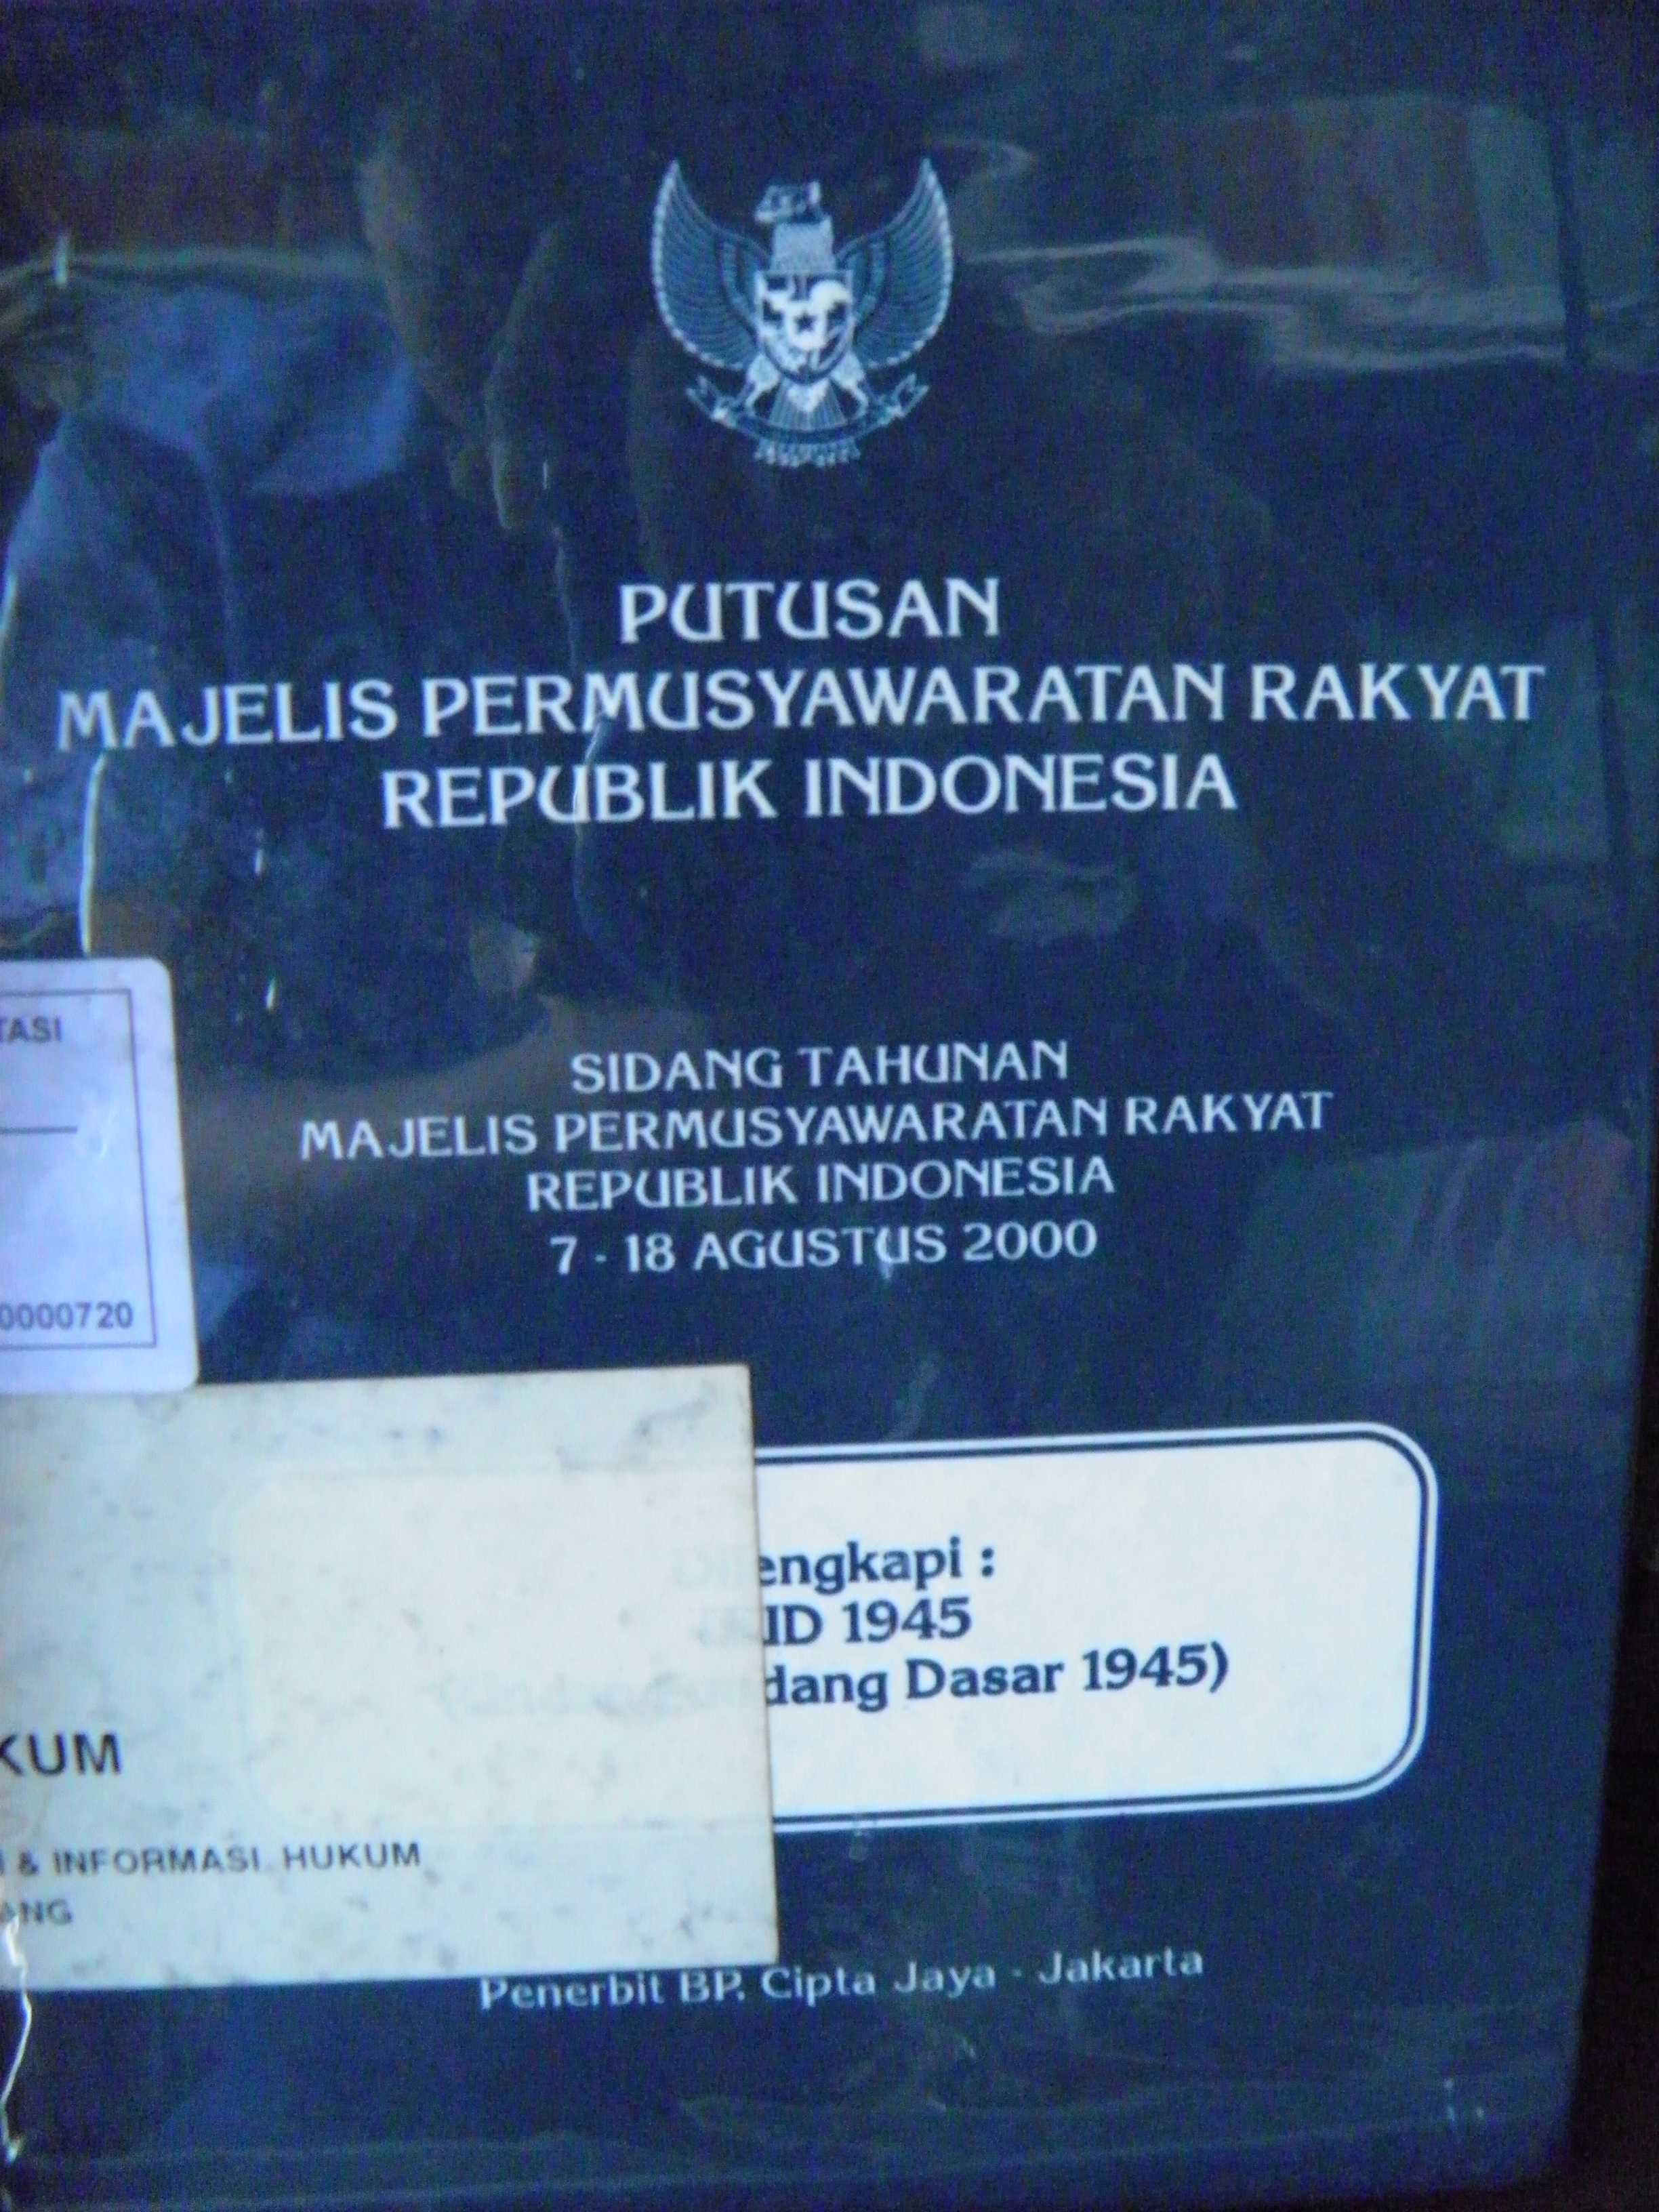 PUTUSAN
MAJELIS PERMUSYAWARATAN RAKYAT
REPUBLIK INDONESIA
SIDANG TAHUNAN
MAJELIS PERMUSYAWARATAN RAKYAT
REPUBLIK INDONESIA
7 - 18 AGUSTUS 2000
TASI
0000720
engkapi :
UD 1945
dang Dasar 1945)
KUM
& INFORMASI HUKUM
ANG
Penerbit BP. Cipta Jaya - Jakarta